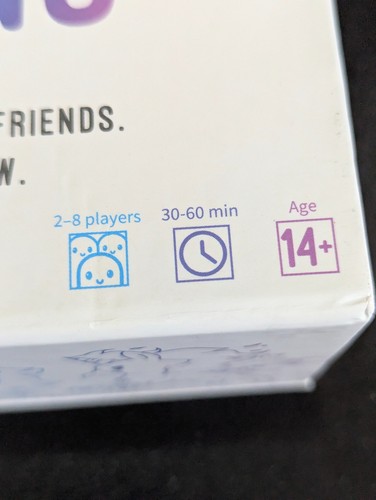 FRIENDS.
W.
2–8 players 30-60 min Age
14+